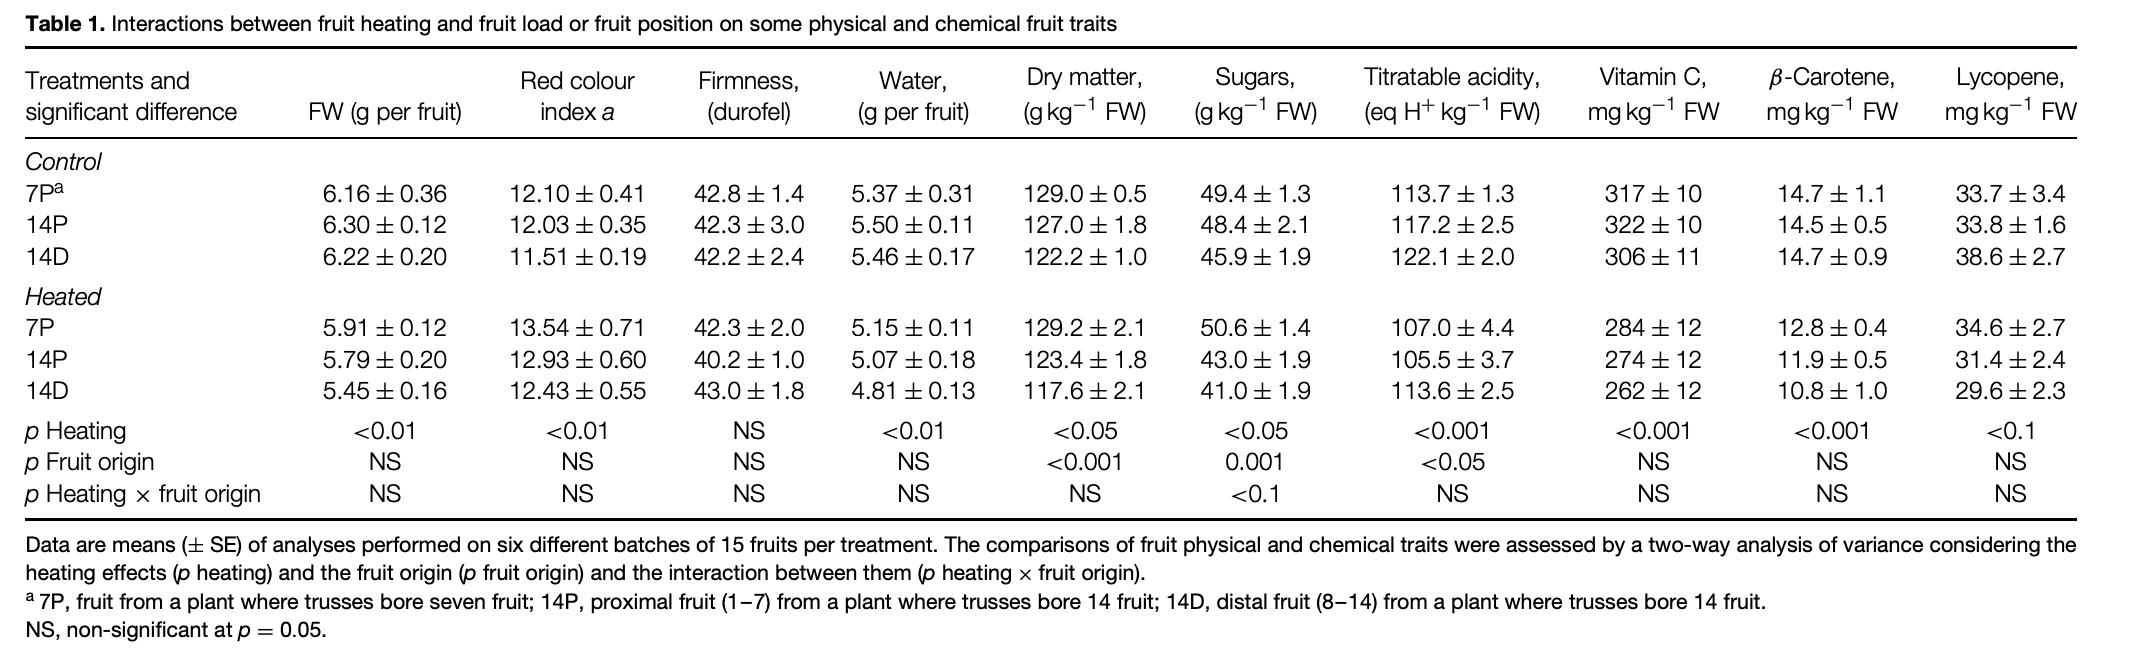 Table 1. Interactions between fruit heating and fruit load or fruit position on some physical and chemical fruit traits
Treatments and significant difference FW (g per fruit) Red colour index a Firmness, (durofel) Water, (g per fruit) Dry matter, (g kg−1 FW) Sugars, (g kg−1 FW) Titratable acidity, (eq H+ kg−1 FW) Vitamin C, mg kg−1 FW β-Carotene, mg kg−1 FW Lycopene, mg kg−1 FW
Control
7Pa 6.16 ± 0.36 12.10 ± 0.41 42.8 ± 1.4 5.37 ± 0.31 129.0 ± 0.5 49.4 ± 1.3 113.7 ± 1.3 317 ± 10 14.7 ± 1.1 33.7 ± 3.4
14P 6.30 ± 0.12 12.03 ± 0.35 42.3 ± 3.0 5.50 ± 0.11 127.0 ± 1.8 48.4 ± 2.1 117.2 ± 2.5 322 ± 10 14.5 ± 0.5 33.8 ± 1.6
14D 6.22 ± 0.20 11.51 ± 0.19 42.2 ± 2.4 5.46 ± 0.17 122.2 ± 1.0 45.9 ± 1.9 122.1 ± 2.0 306 ± 11 14.7 ± 0.9 38.6 ± 2.7
Heated
7P 5.91 ± 0.12 13.54 ± 0.71 42.3 ± 2.0 5.15 ± 0.11 129.2 ± 2.1 50.6 ± 1.4 107.0 ± 4.4 284 ± 12 12.8 ± 0.4 34.6 ± 2.7
14P 5.79 ± 0.20 12.93 ± 0.60 40.2 ± 1.0 5.07 ± 0.18 123.4 ± 1.8 43.0 ± 1.9 105.5 ± 3.7 274 ± 12 11.9 ± 0.5 31.4 ± 2.4
14D 5.45 ± 0.16 12.43 ± 0.55 43.0 ± 1.8 4.81 ± 0.13 117.6 ± 2.1 41.0 ± 1.9 113.6 ± 2.5 262 ± 12 10.8 ± 1.0 29.6 ± 2.3
p Heating <0.01 <0.01 NS <0.01 <0.05 <0.05 <0.001 <0.001 <0.001 <0.1
p Fruit origin NS NS NS NS <0.001 0.001 <0.05 NS NS NS
p Heating × fruit origin NS NS NS NS NS <0.1 NS NS NS NS
Data are means (± SE) of analyses performed on six different batches of 15 fruits per treatment. The comparisons of fruit physical and chemical traits were assessed by a two-way analysis of variance considering the
heating effects (p heating) and the fruit origin (p fruit origin) and the interaction between them (p heating × fruit origin).
a 7P, fruit from a plant where trusses bore seven fruit; 14P, proximal fruit (1–7) from a plant where trusses bore 14 fruit; 14D, distal fruit (8–14) from a plant where trusses bore 14 fruit.
NS, non-significant at p = 0.05.